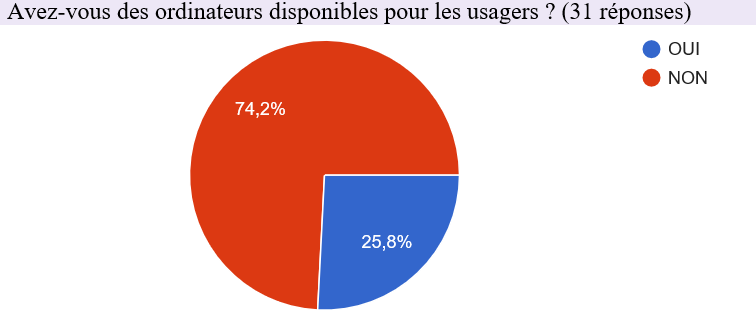 Avez-vous des ordinateurs disponibles pour les usagers ? (31 réponses)
OUI
NON
74,2%
25,8%